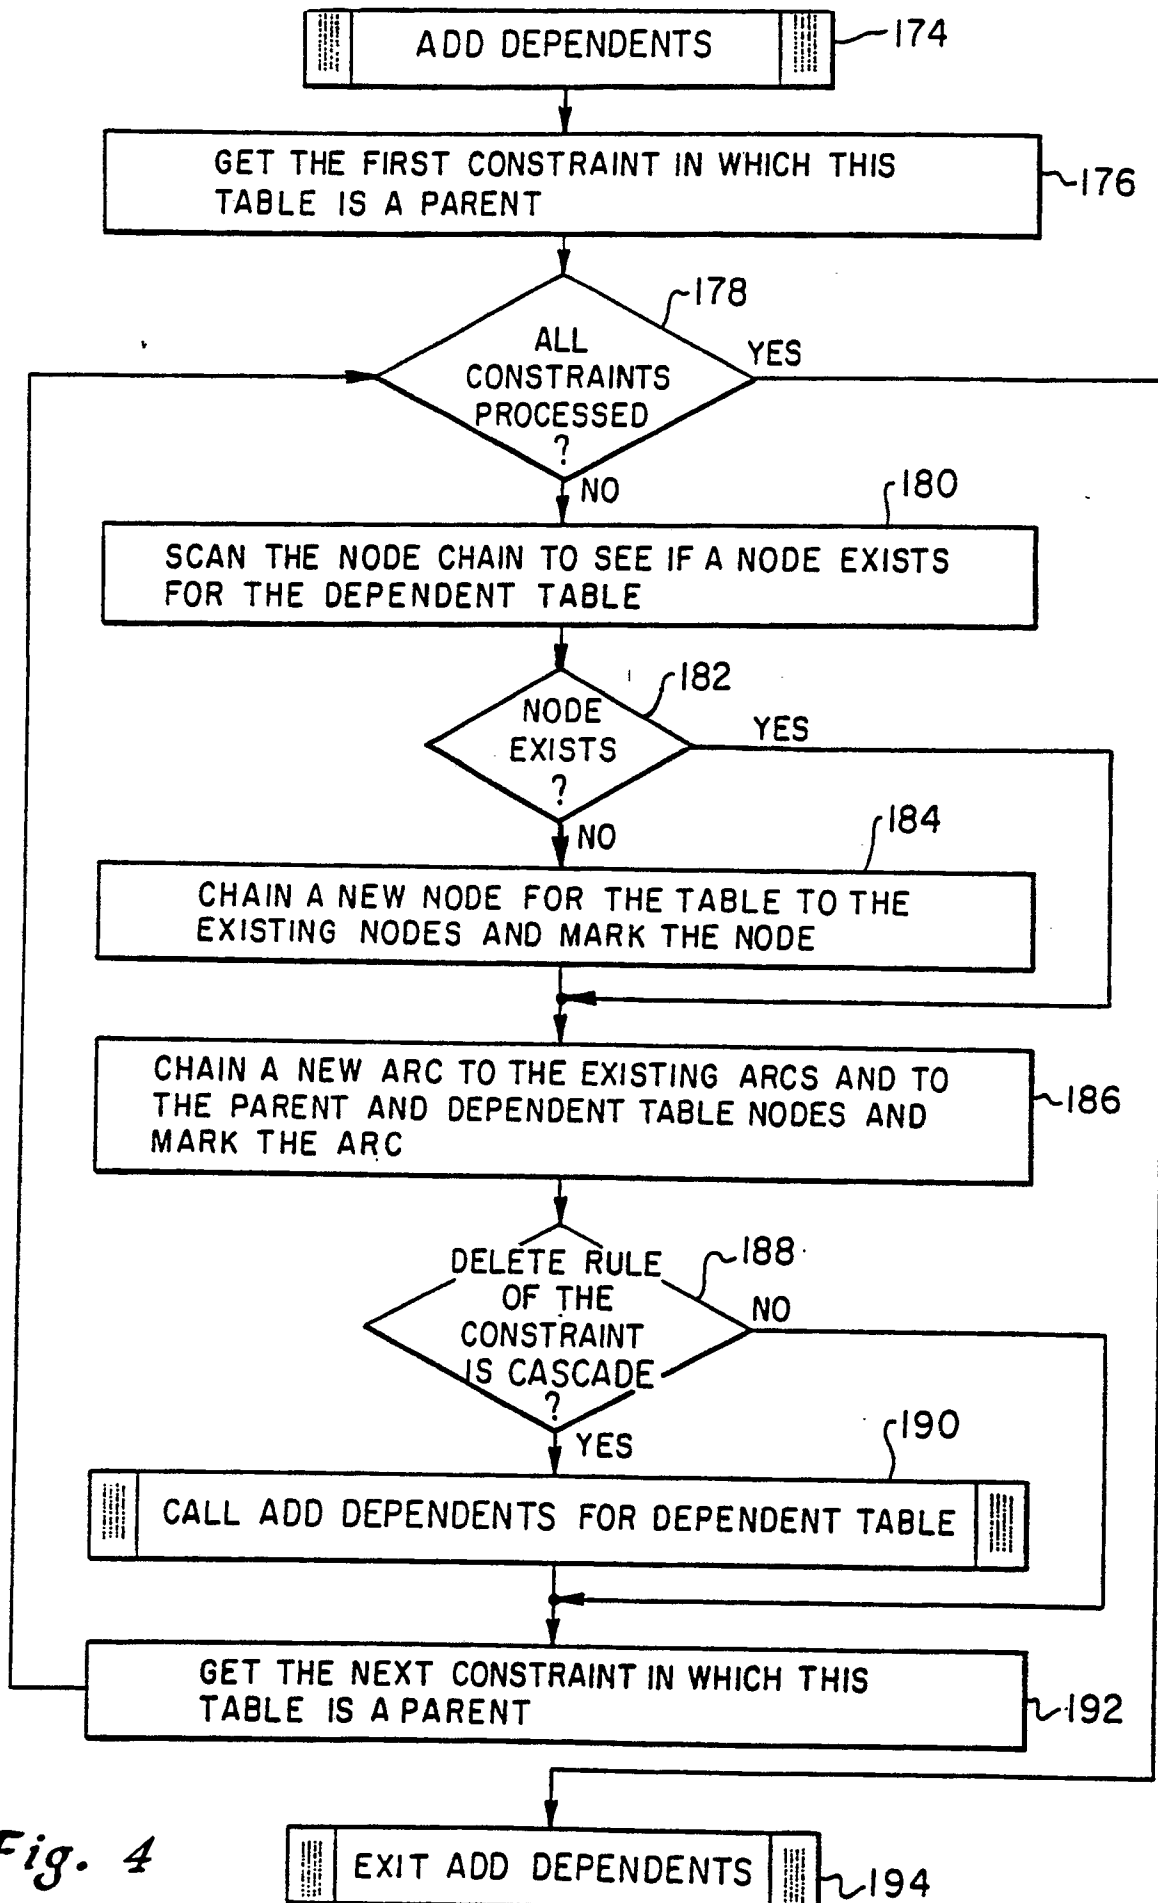 ADD DEPENDENTS
174
GET THE FIRST CONSTRAINT IN WHICH THIS
TABLE IS A PARENT
176
178
ALL
CONSTRAINTS
PROCESSED
?
YES
NO
180
SCAN THE NODE CHAIN TO SEE IF A NODE EXISTS
FOR THE DEPENDENT TABLE
182
NODE
EXISTS
?
YES
NO
184
CHAIN A NEW NODE FOR THE TABLE TO THE
EXISTING NODES AND MARK THE NODE
CHAIN A NEW ARC TO THE EXISTING ARCS AND TO
THE PARENT AND DEPENDENT TABLE NODES AND
MARK THE ARC
186
188
DELETE RULE
OF THE
CONSTRAINT
IS CASCADE
?
NO
YES
190
CALL ADD DEPENDENTS FOR DEPENDENT TABLE
GET THE NEXT CONSTRAINT IN WHICH THIS
TABLE IS A PARENT
192
Fig. 4
EXIT ADD DEPENDENTS
194